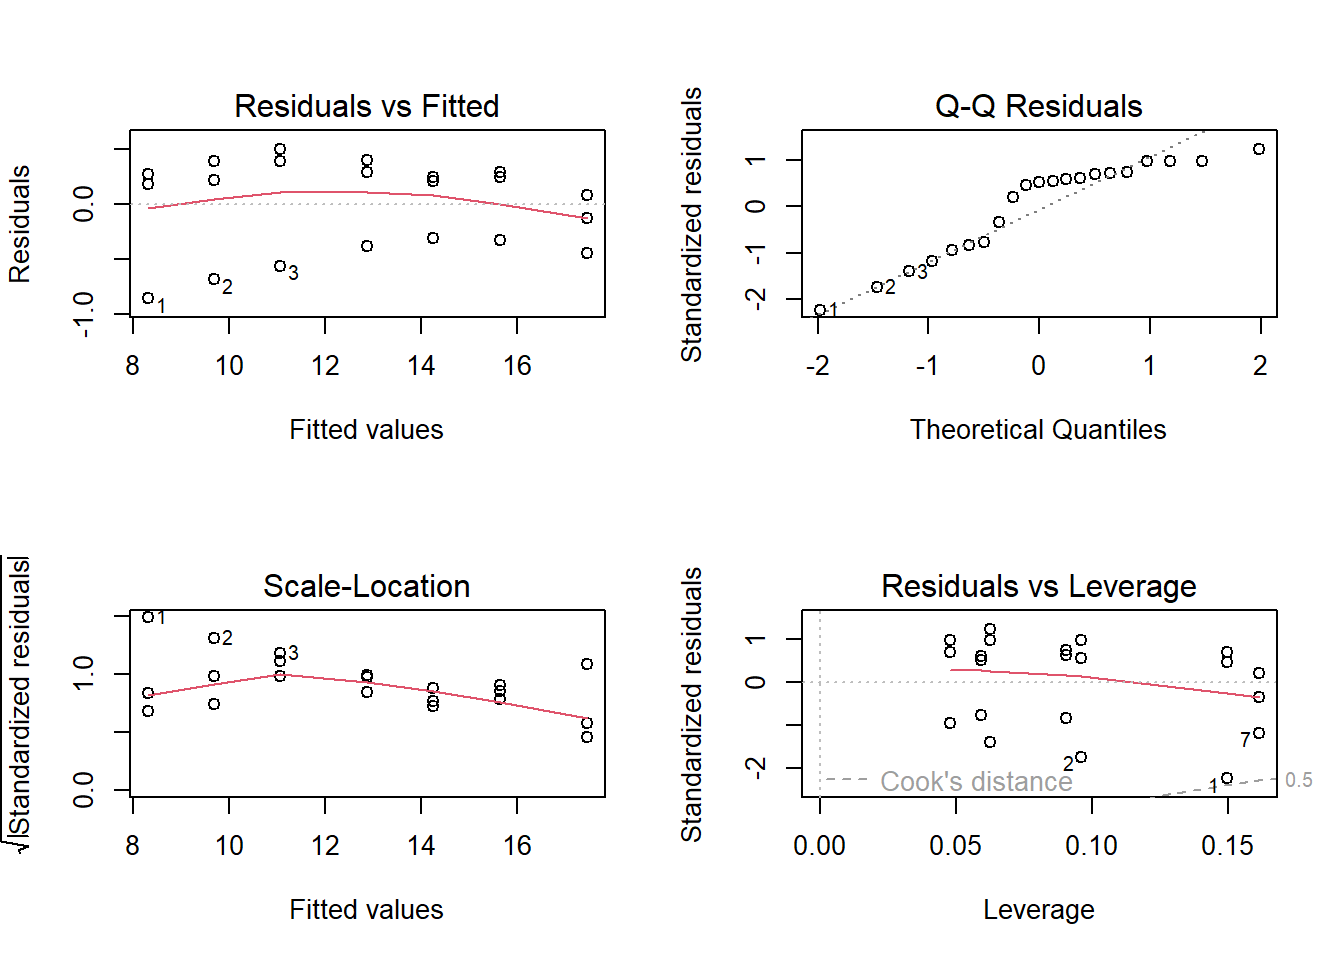 Residuals vs Fitted
Residuals
0.0
-1.0
1
2
3
8 10 12 14 16
Fitted values
Q-Q Residuals
Standardized residuals
1
0
-1
-2
1
2
3
-2 -1 0 1 2
Theoretical Quantiles
Scale-Location
√|Standardized residuals|
1.0
0.0
1
2
3
8 10 12 14 16
Fitted values
Residuals vs Leverage
Standardized residuals
1
0
-2
7
2
1
Cook's distance
0.5
0.00 0.05 0.10 0.15
Leverage